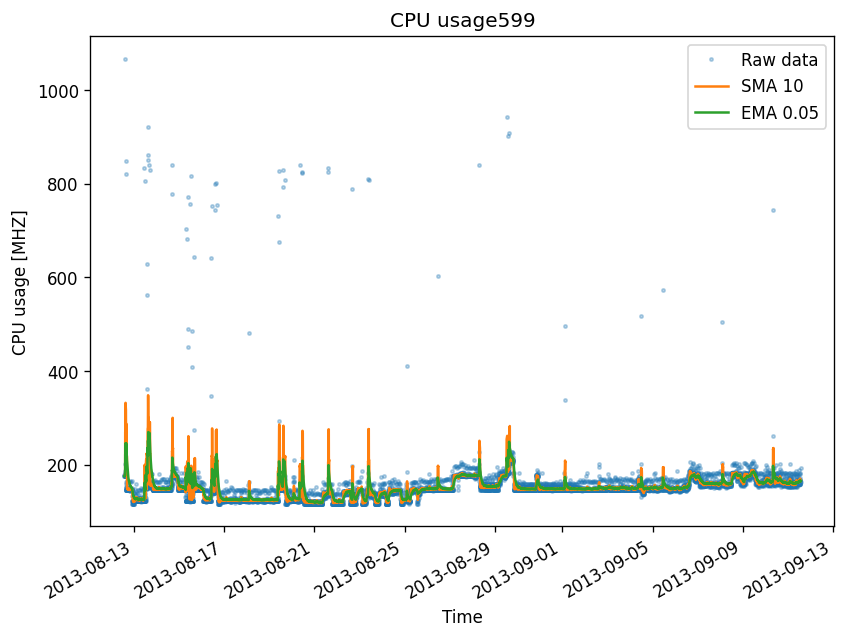 CPU usage599
Raw data
SMA 10
EMA 0.05
CPU usage [MHZ]
1000
800
600
400
200
2013-08-13
2013-08-17
2013-08-21
2013-08-25
2013-08-29
2013-09-01
2013-09-05
2013-09-09
2013-09-13
Time